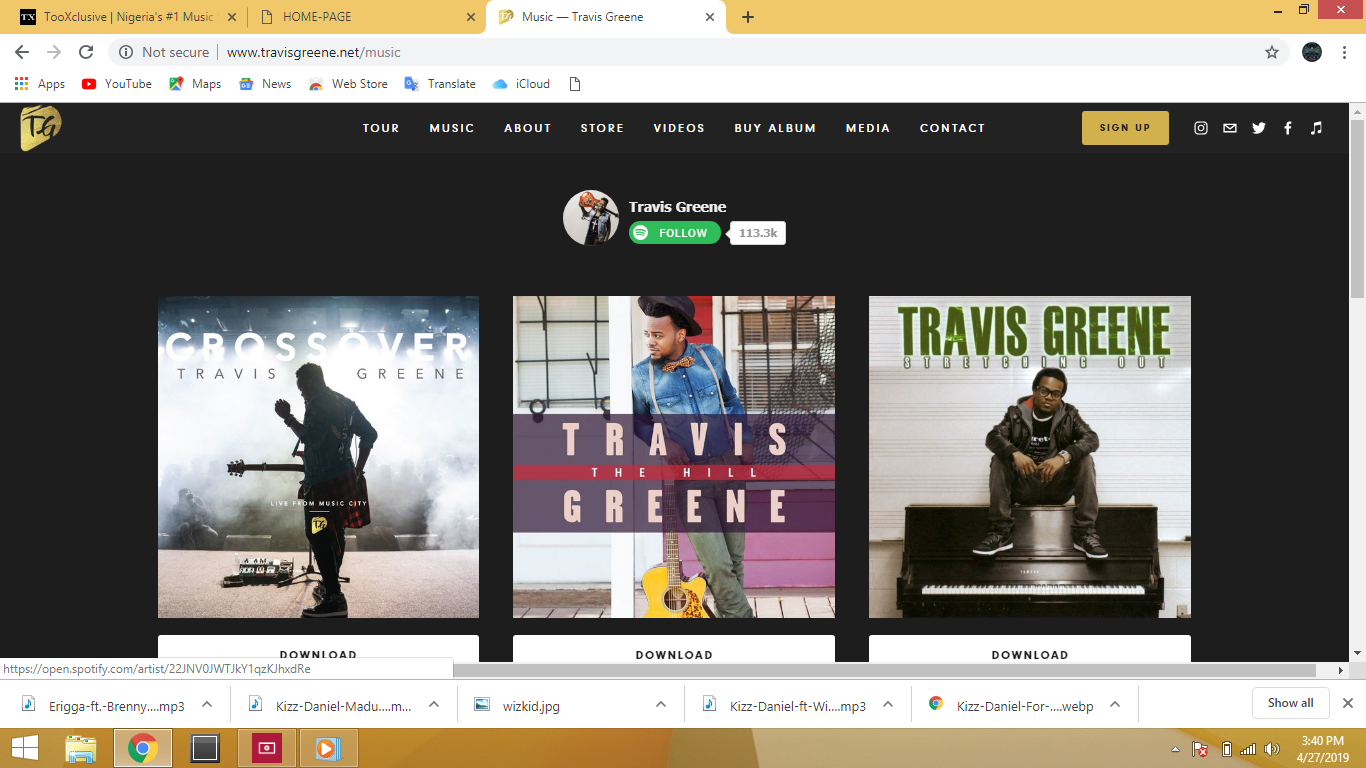 TX TooXclusive | Nigeria's #1 Music
HOME-PAGE
Music — Travis Greene
Not secure | www.travisgreene.net/music
Apps YouTube Maps News Web Store Translate iCloud
TG TOUR MUSIC ABOUT STORE VIDEOS BUY ALBUM MEDIA CONTACT SIGN UP
Travis Greene
FOLLOW 113.3k
CROSSOVER
TRAVIS GREENE
LIVE FROM MUSIC CITY
TG
TRAVIS
THE HILL
GREENE
TRAVIS GREENE
STRETCHING OUT
YAMAHA
DOWNLOAD DOWNLOAD DOWNLOAD
https://open.spotify.com/artist/22JNV0JWTJkY1qzKJhxdRe
Erigga-ft.-Brenny....mp3 Kizz-Daniel-Madu....m... wizkid.jpg Kizz-Daniel-ft-Wi....mp3 Kizz-Daniel-For-....webp Show all
3:40 PM
4/27/2019